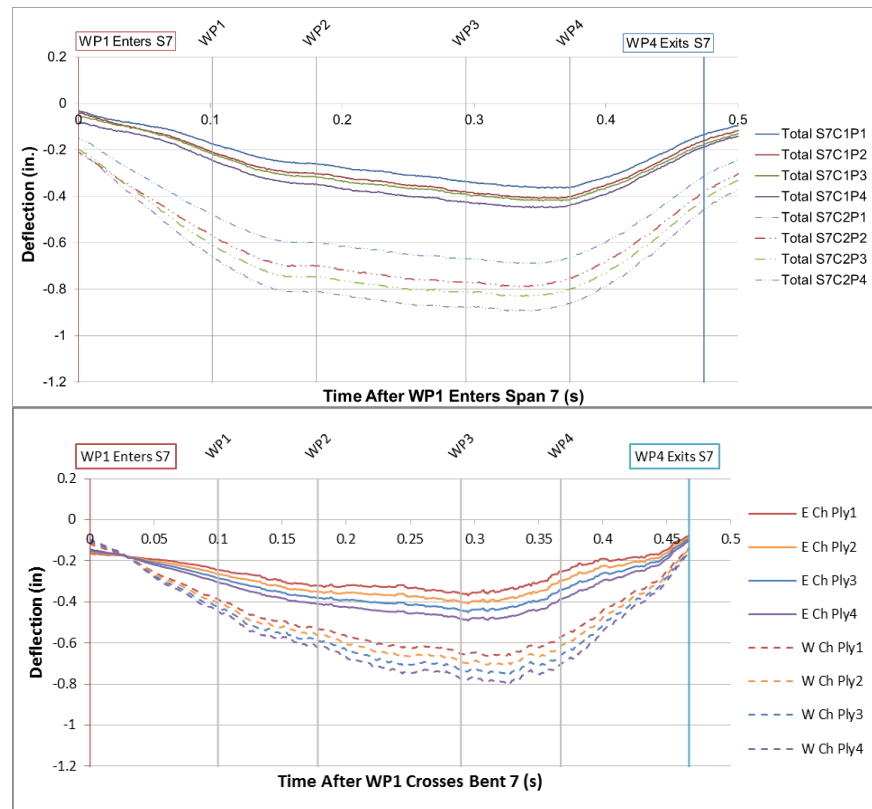 WP1 WP2 WP3 WP4
WP1 Enters S7
WP4 Exits S7
0.2
0
-0.2
-0.4
-0.6
-0.8
-1
-1.2
0 0.1 0.2 0.3 0.4 0.5
Deflection (in.)
Time After WP1 Enters Span 7 (s)
Total S7C1P1
Total S7C1P2
Total S7C1P3
Total S7C1P4
Total S7C2P1
Total S7C2P2
Total S7C2P3
Total S7C2P4
WP1 WP2 WP3 WP4
WP1 Enters S7
WP4 Exits S7
0.2
0
-0.2
-0.4
-0.6
-0.8
-1
-1.2
0 0.05 0.1 0.15 0.2 0.25 0.3 0.35 0.4 0.45 0.5
Deflection (in)
Time After WP1 Crosses Bent 7 (s)
E Ch Ply1
E Ch Ply2
E Ch Ply3
E Ch Ply4
W Ch Ply1
W Ch Ply2
W Ch Ply3
W Ch Ply4